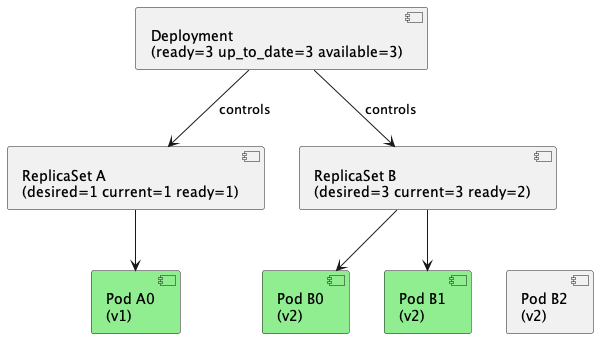 Deployment
(ready=3 up_to_date=3 available=3)
controls
controls
ReplicaSet A
(desired=1 current=1 ready=1)
ReplicaSet B
(desired=3 current=3 ready=2)
Pod A0
(v1)
Pod B0
(v2)
Pod B1
(v2)
Pod B2
(v2)